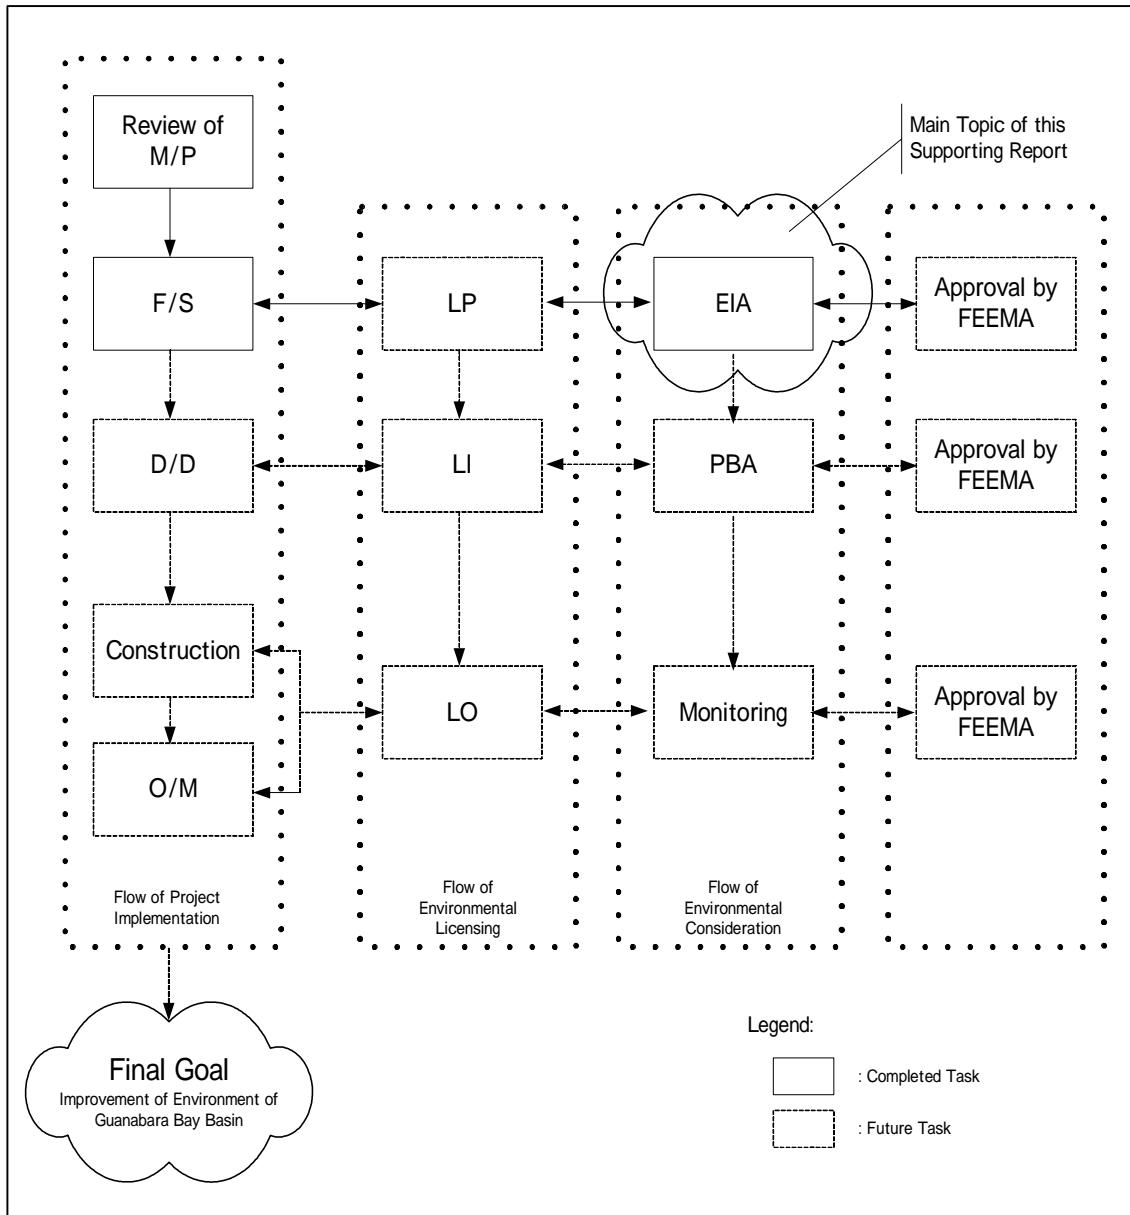 Review of
M/P
Main Topic of this
Supporting Report
F/S
LP
EIA
Approval by
FEEMA
D/D
LI
PBA
Approval by
FEEMA
Construction
LO
Monitoring
Approval by
FEEMA
O/M
Flow of Project
Implementation
Flow of
Environmental
Licensing
Flow of
Environmental
Consideration
Final Goal
Improvement of Environment of
Guanabara Bay Basin
Legend:
: Completed Task
: Future Task